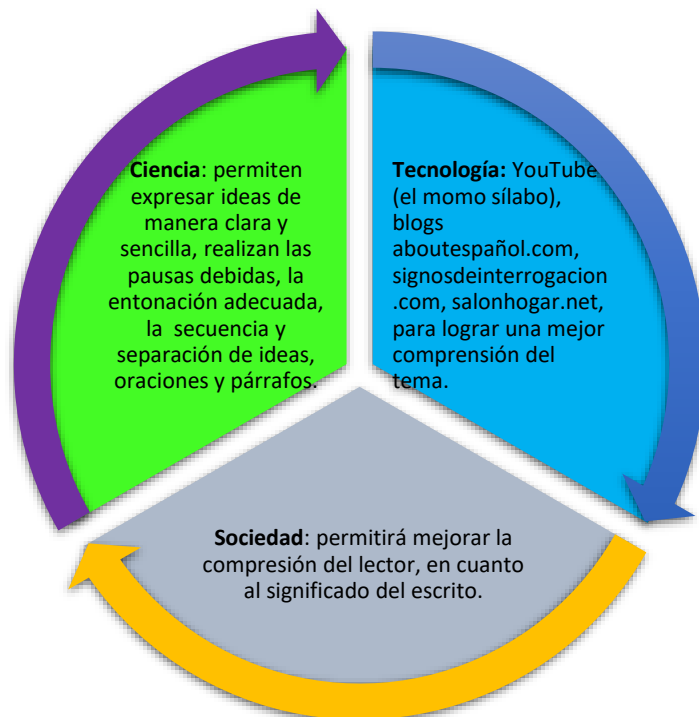 Ciencia: permiten
expresar ideas de
manera clara y
sencilla, realizan las
pausas debidas, la
entonación adecuada,
la secuencia y
separación de ideas,
oraciones y párrafos.
Tecnología: YouTube
(el momo sílabo),
blogs
aboutespañol.com,
signosdeinterrogacion
.com, salonhogar.net,
para lograr una mejor
comprensión del
tema.
Sociedad: permitirá mejorar la
compresión del lector, en cuanto
al significado del escrito.